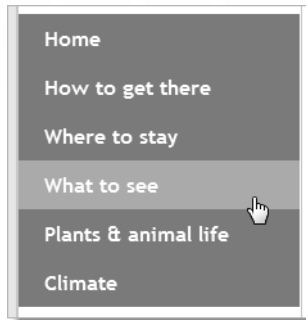 Home
How to get there
Where to stay
What to see
Plants & animal life
Climate